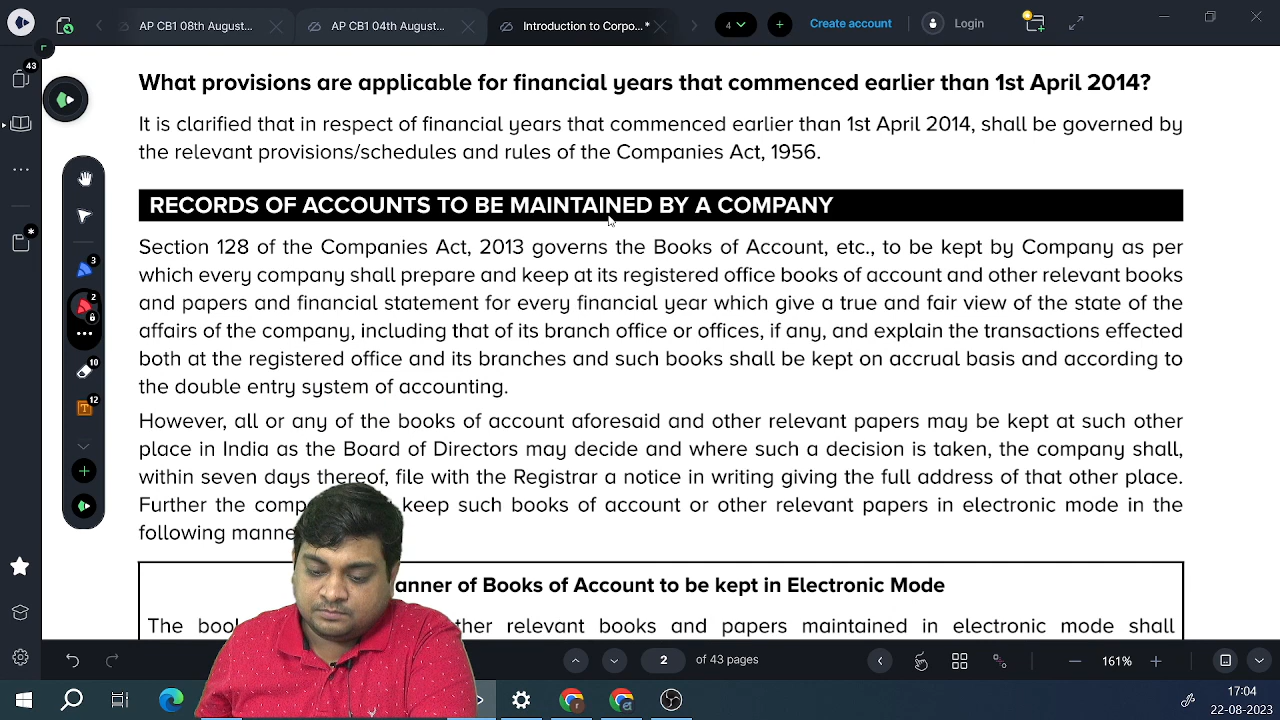 AP CB1 08th August...
AP CB1 04th August...
Introduction to Corpo...*
4
Create account
Login
43
What provisions are applicable for financial years that commenced earlier than 1st April 2014?
It is clarified that in respect of financial years that commenced earlier than 1st April 2014, shall be governed by
the relevant provisions/schedules and rules of the Companies Act, 1956.
RECORDS OF ACCOUNTS TO BE MAINTAINED BY A COMPANY
Section 128 of the Companies Act, 2013 governs the Books of Account, etc., to be kept by Company as per
which every company shall prepare and keep at its registered office books of account and other relevant books
and papers and financial statement for every financial year which give a true and fair view of the state of the
affairs of the company, including that of its branch office or offices, if any, and explain the transactions effected
both at the registered office and its branches and such books shall be kept on accrual basis and according to
the double entry system of accounting.
However, all or any of the books of account aforesaid and other relevant papers may be kept at such other
place in India as the Board of Directors may decide and where such a decision is taken, the company shall,
within seven days thereof, file with the Registrar a notice in writing giving the full address of that other place.
Further the comp keep such books of account or other relevant papers in electronic mode in the
following manne
anner of Books of Account to be kept in Electronic Mode
The boo ther relevant books and papers maintained in electronic mode shall
3
2
10
12
2
of 43 pages
161%
17:04
22-08-2023